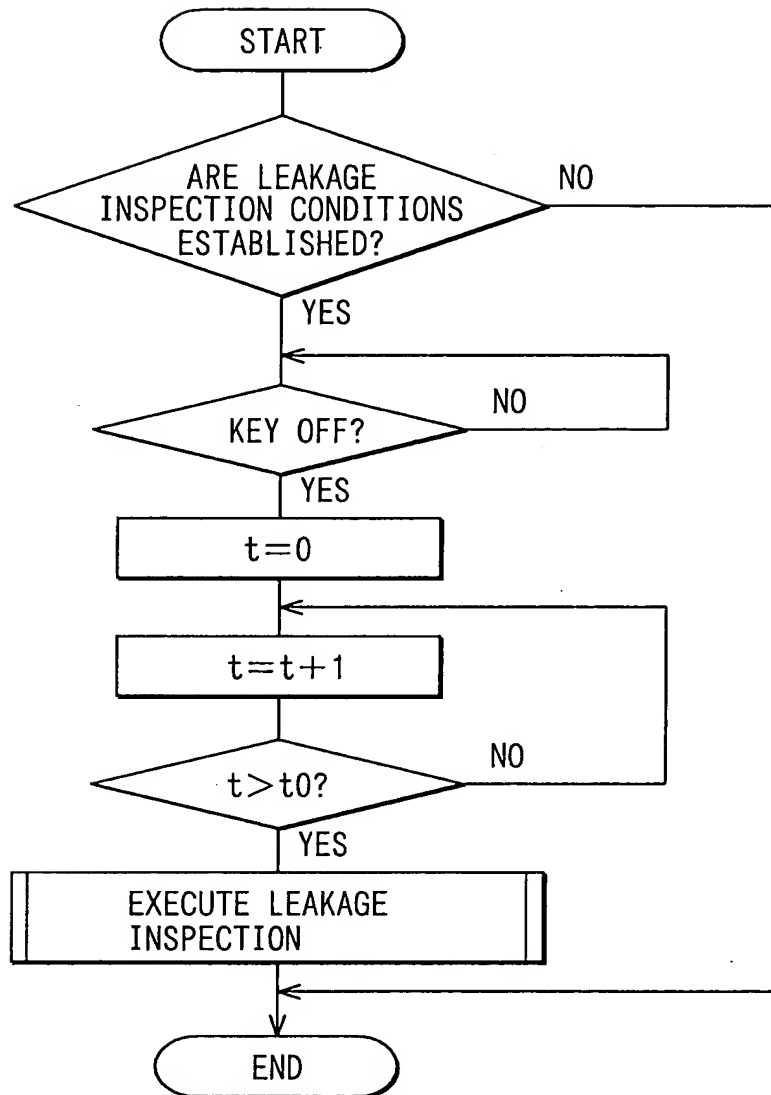 START
ARE LEAKAGE
INSPECTION CONDITIONS
ESTABLISHED?
NO
YES
KEY OFF?
NO
YES
t=0
t=t+1
t>t0?
NO
YES
EXECUTE LEAKAGE
INSPECTION
END